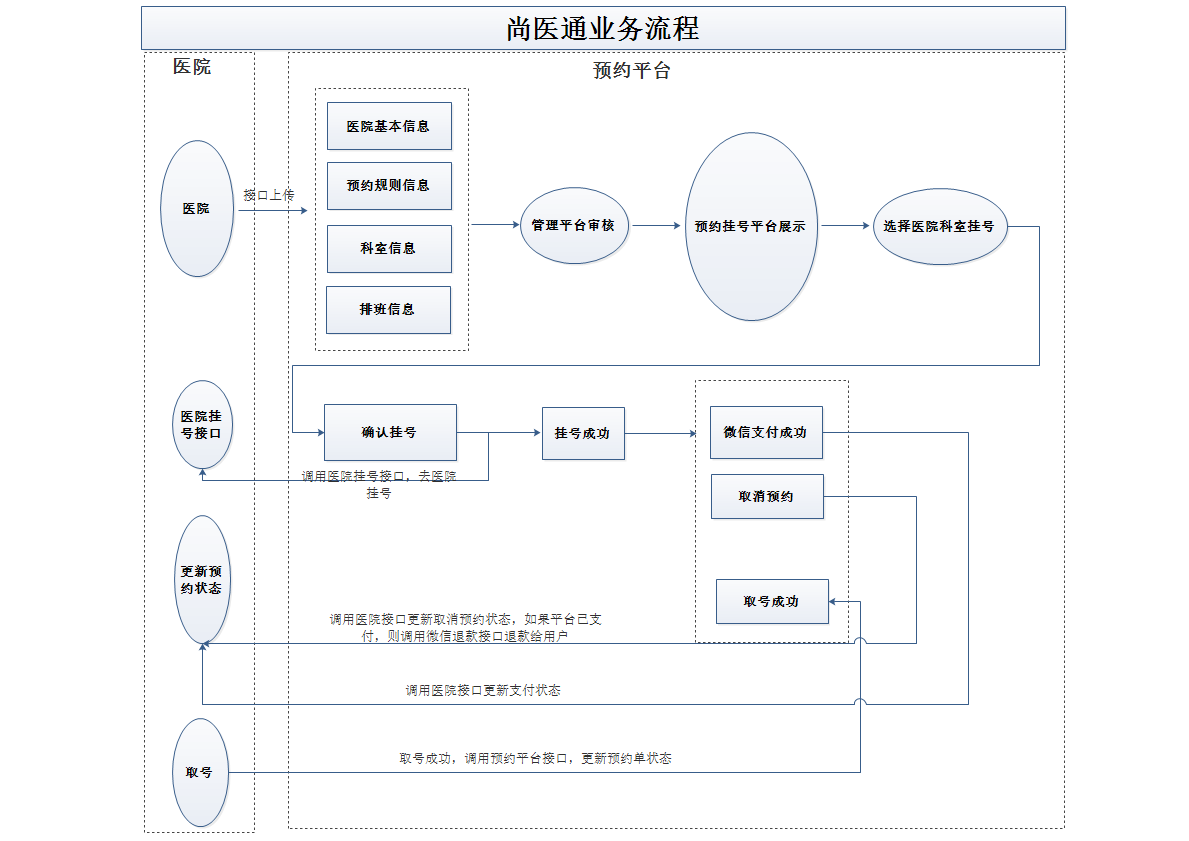 尚医通业务流程
医院
预约平台
医院基本信息
预约规则信息
科室信息
排班信息
医院
接口上传
管理平台审核
预约挂号平台展示
选择医院科室挂号
医院挂
号接口
确认挂号
挂号成功
微信支付成功
取消预约
取号成功
调用医院挂号接口，去医院
挂号
更新预
约状态
调用医院接口更新取消预约状态，如果平台已支
付，则调用微信退款接口退款给用户
调用医院接口更新支付状态
取号
取号成功，调用预约平台接口，更新预约单状态